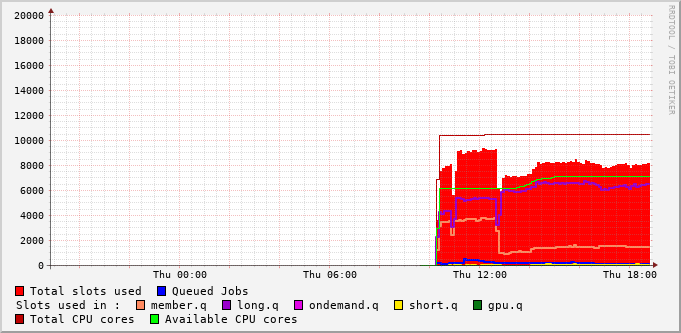 20000
18000
16000
14000
12000
10000
8000
6000
4000
2000
0
Thu 00:00 Thu 06:00 Thu 12:00 Thu 18:00
Total slots used Queued Jobs
Slots used in : member.q long.q ondemand.q short.q gpu.q
Total CPU cores Available CPU cores
RRDTOOL / TOBI OETIKER